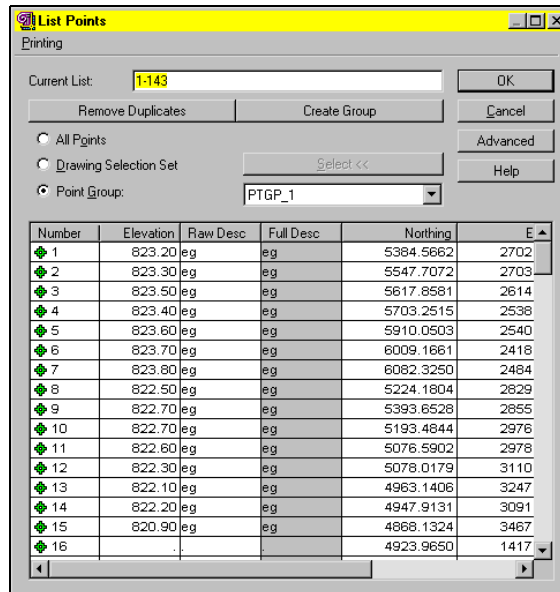 List Points
Printing
Current List: 1-143 OK
Remove Duplicates Create Group Cancel
All Points Advanced
Drawing Selection Set Select << Help
Point Group: PTGP_1
Number Elevation Raw Desc Full Desc Northing E
1 823.20 eg eg 5384.5662 2702
2 823.30 eg eg 5547.7072 2703
3 823.50 eg eg 5617.8581 2614
4 823.40 eg eg 5703.2515 2538
5 823.60 eg eg 5910.0503 2540
6 823.70 eg eg 6009.1661 2418
7 823.80 eg eg 6082.3250 2484
8 822.50 eg eg 5224.1804 2829
9 822.70 eg eg 5393.6528 2855
10 822.70 eg eg 5193.4844 2976
11 822.60 eg eg 5076.5902 2978
12 822.30 eg eg 5078.0179 3110
13 822.10 eg eg 4963.1406 3247
14 822.20 eg eg 4947.9131 3091
15 820.90 eg eg 4868.1324 3467
16 . . . 4923.9650 1417